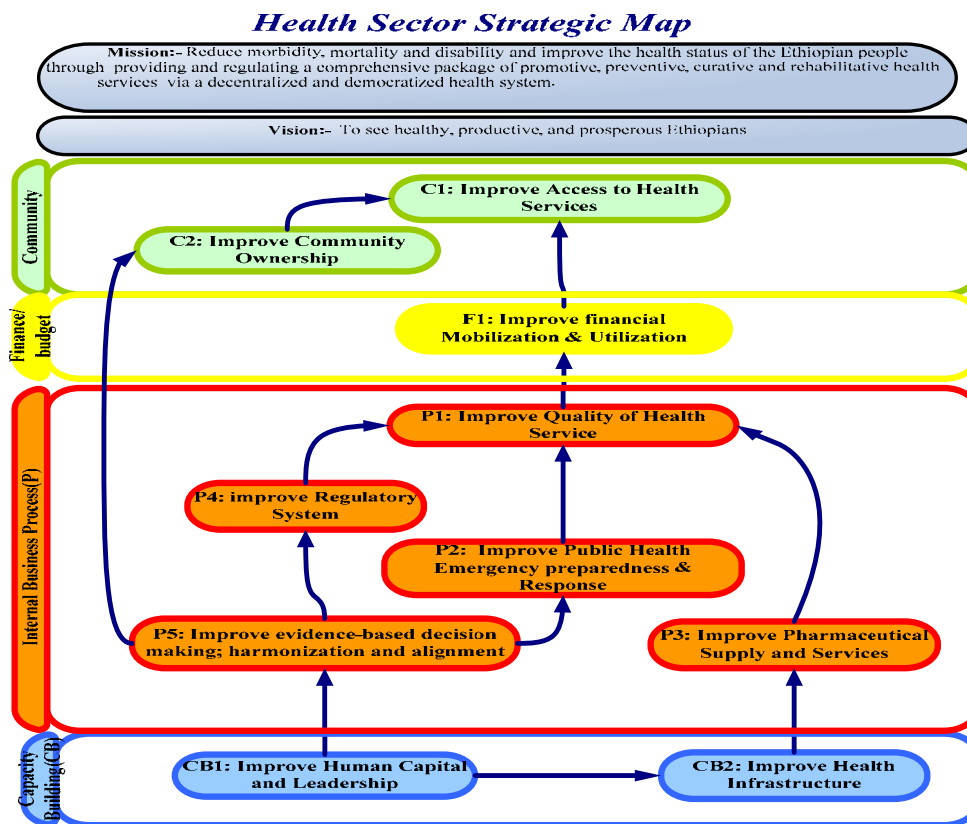 Health Sector Strategic Map
Mission:- Reduce morbidity, mortality and disability and improve the health status of the Ethiopian people
through providing and regulating a comprehensive package of promotive, preventive, curative and rehabilitative health
services via a decentralized and democratized health system.
Vision:- To see healthy, productive, and prosperous Ethiopians
Community
C1: Improve Access to Health
Services
C2: Improve Community
Ownership
Finance/
budget
F1: Improve financial
Mobilization & Utilization
Internal Business Process(P)
P1: Improve Quality of Health
Service
P4: improve Regulatory
System
P2: Improve Public Health
Emergency preparedness &
Response
P5: Improve evidence-based decision
making; harmonization and alignment
P3: Improve Pharmaceutical
Supply and Services
Capacity
Building(CB)
CB1: Improve Human Capital
and Leadership
CB2: Improve Health
Infrastructure